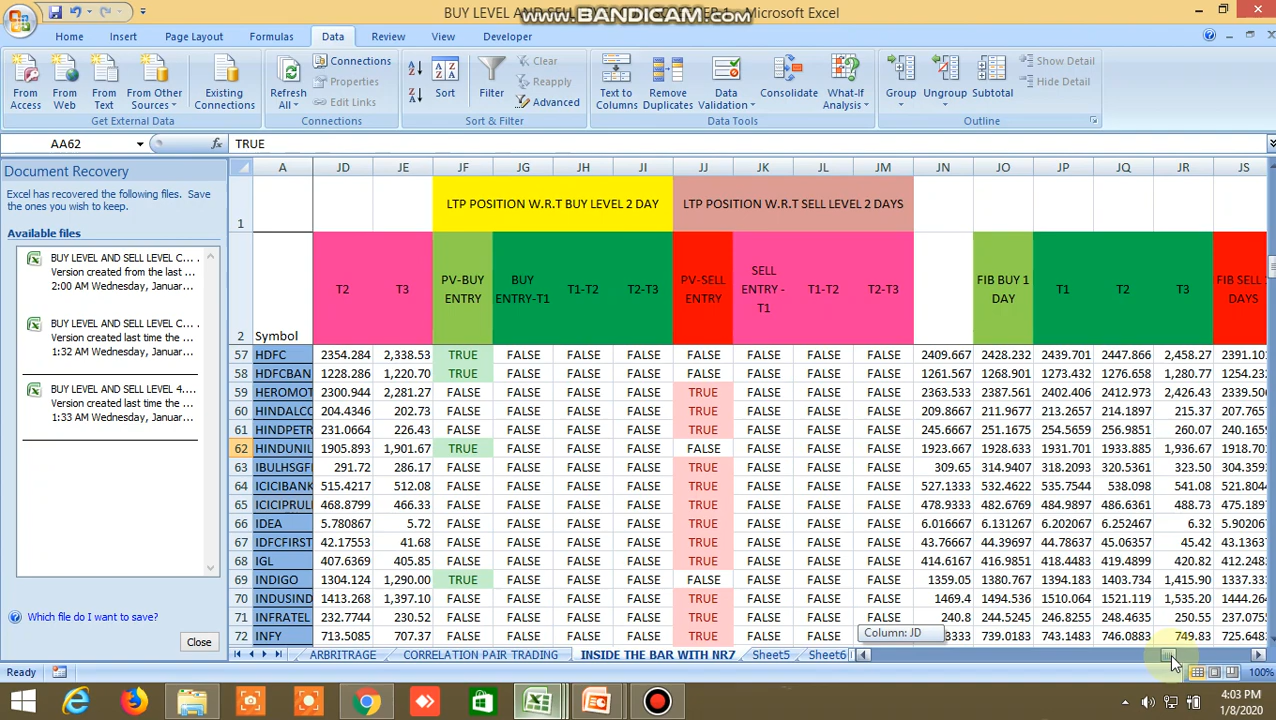 BUY LEVEL AND SELL LEVEL - Microsoft Excel
www.BANDICAM.com
Home Insert Page Layout Formulas Data Review View Developer
From Access From Web From Text From Other Sources Existing Connections
Get External Data
Refresh All Connections Properties Edit Links
Connections
Sort Filter Clear Reapply Advanced
Sort & Filter
Text to Columns Remove Duplicates Data Validation Consolidate What-If Analysis
Data Tools
Group Ungroup Subtotal Show Detail Hide Detail
Outline
AA62 fx TRUE
Document Recovery
Excel has recovered the following files. Save
the ones you wish to keep.
Available files
BUY LEVEL AND SELL LEVEL C...
Version created from the last ...
2:00 AM Wednesday, Januar...
BUY LEVEL AND SELL LEVEL C...
Version created last time the ...
1:32 AM Wednesday, Januar...
BUY LEVEL AND SELL LEVEL 4....
Version created last time the ...
1:33 AM Wednesday, Januar...
Which file do I want to save?
Close
A JD JE JF JG JH JI JJ JK JL JM JN JO JP JQ JR JS
1 LTP POSITION W.R.T BUY LEVEL 2 DAY LTP POSITION W.R.T SELL LEVEL 2 DAYS
2 Symbol T2 T3 PV-BUY ENTRY BUY ENTRY-T1 T1-T2 T2-T3 PV-SELL ENTRY SELL ENTRY - T1 T1-T2 T2-T3 FIB BUY 1 DAY T1 T2 T3 FIB SELL DAYS
57 HDFC 2354.284 2,338.53 TRUE FALSE FALSE FALSE FALSE FALSE FALSE FALSE 2409.667 2428.232 2439.701 2447.866 2,458.27 2391.101
58 HDFCBAN 1228.286 1,220.70 TRUE FALSE FALSE FALSE FALSE FALSE FALSE FALSE 1261.567 1268.901 1273.432 1276.658 1,280.77 1254.233
59 HEROMOT 2300.944 2,281.27 FALSE FALSE FALSE FALSE TRUE FALSE FALSE FALSE 2363.533 2387.561 2402.406 2412.973 2,426.43 2339.506
60 HINDALCO 204.4346 202.73 FALSE FALSE FALSE FALSE TRUE FALSE FALSE FALSE 209.8667 211.9677 213.2657 214.1897 215.37 207.7657
61 HINDPETR 231.0664 226.43 FALSE FALSE FALSE FALSE TRUE FALSE FALSE FALSE 245.6667 251.1675 254.5659 256.9851 260.07 240.1659
62 HINDUNIL 1905.893 1,901.67 TRUE FALSE FALSE FALSE FALSE FALSE FALSE FALSE 1923.667 1928.633 1931.701 1933.885 1,936.67 1918.701
63 IBULHSGF 291.72 286.17 FALSE FALSE FALSE FALSE TRUE FALSE FALSE FALSE 309.65 314.9407 318.2093 320.5361 323.50 304.3593
64 ICICIBANK 515.4217 512.08 FALSE FALSE FALSE FALSE TRUE FALSE FALSE FALSE 527.1333 532.4622 535.7544 538.098 541.08 521.8044
65 ICICIPRUL 468.8799 466.33 FALSE FALSE FALSE FALSE TRUE FALSE FALSE FALSE 478.9333 482.6769 484.9897 486.6361 488.73 475.1897
66 IDEA 5.780867 5.72 FALSE FALSE FALSE FALSE TRUE FALSE FALSE FALSE 6.016667 6.131267 6.202067 6.252467 6.32 5.902067
67 IDFCFIRST 42.17553 41.68 FALSE FALSE FALSE FALSE TRUE FALSE FALSE FALSE 43.76667 44.39127 44.77713 45.06357 45.42 43.13713
68 IGL 407.6369 405.85 FALSE FALSE FALSE FALSE TRUE FALSE FALSE FALSE 414.6167 416.9851 418.4483 419.4899 420.82 412.2483
69 INDIGO 1304.124 1,290.00 TRUE FALSE FALSE FALSE FALSE FALSE FALSE FALSE 1359.05 1380.767 1394.183 1403.734 1,415.90 1337.333
70 INDUSIND 1413.268 1,397.10 FALSE FALSE FALSE FALSE TRUE FALSE FALSE FALSE 1469.4 1494.536 1510.064 1521.119 1,535.20 1444.264
71 INFRATEL 232.7744 230.51 FALSE FALSE FALSE FALSE TRUE FALSE FALSE FALSE 240.8 244.4255 246.8255 248.4635 250.55 237.0255
72 INFY 713.5085 707.37 FALSE FALSE FALSE FALSE TRUE FALSE FALSE 3333 739.0183 743.1483 746.0883 749.83 725.6483
Column: JD
ARBITRAGE CORRELATION PAIR TRADING INSIDE THE BAR WITH NR7 Sheet5 Sheet6
Ready 100%
4:03 PM
1/8/2020